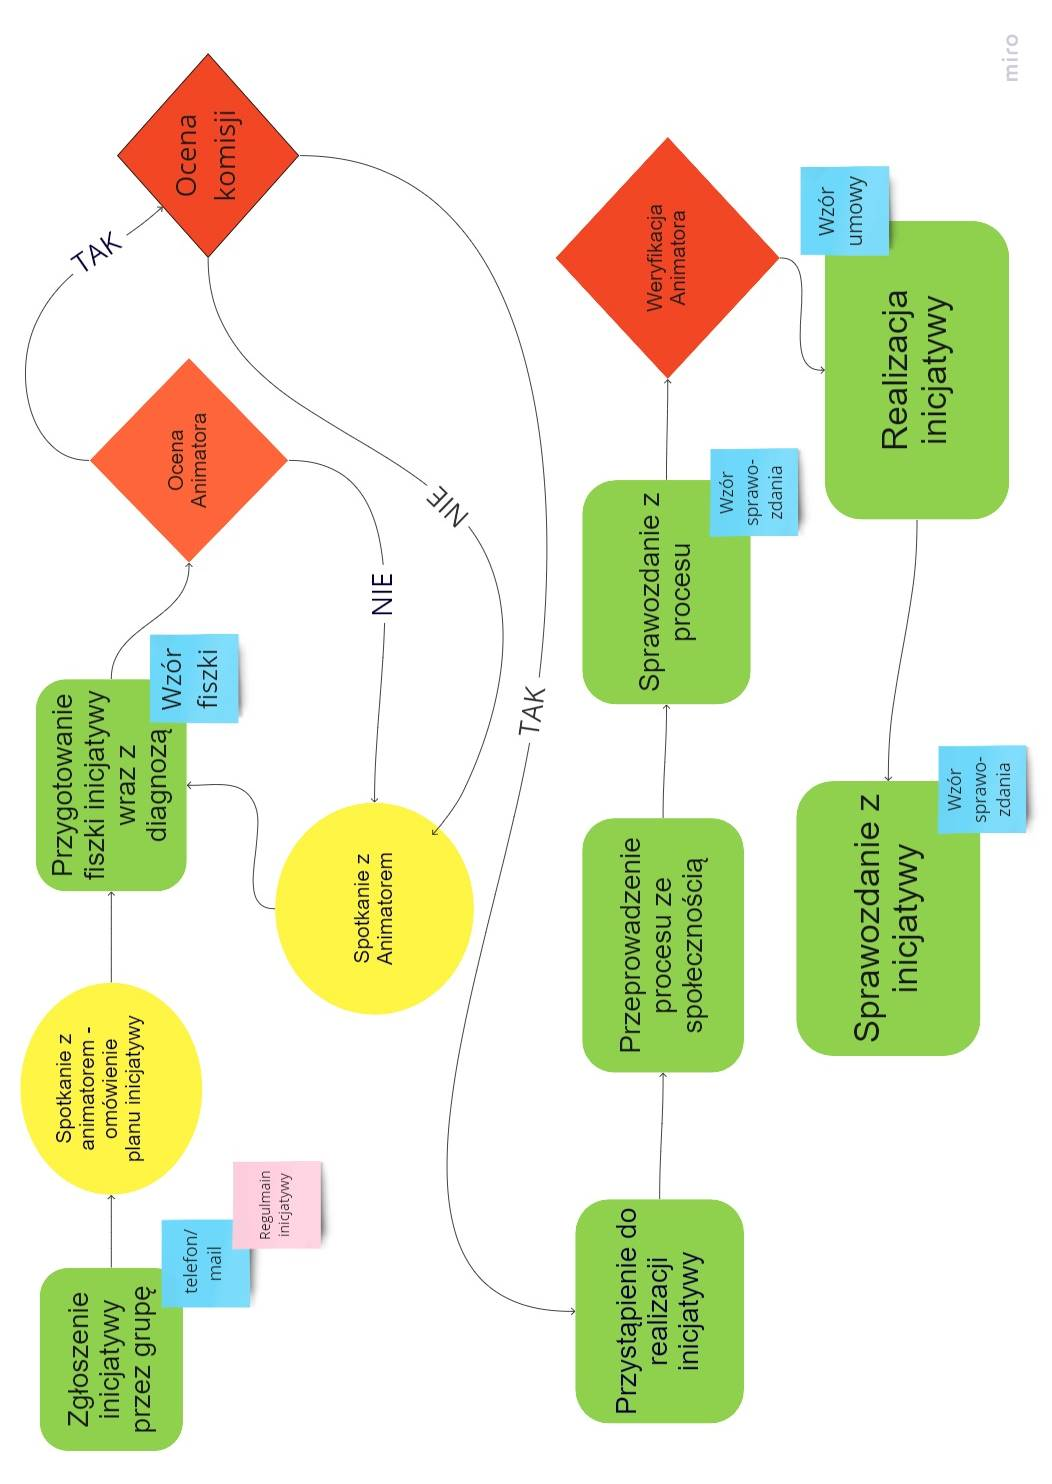 Zgłoszenie
inicjatywy
przez grupę
telefon/
mail
Regulmain
inicjatywy
Spotkanie z
animatorem -
omówienie
planu inicjatywy
Przygotowanie
fiszki inicjatywy
wraz z
diagnozą
Wzór
fiszki
Ocena
Animatora
TAK
NIE
Ocena
komisji
NIE
TAK
Spotkanie z
Animatorem
Przystąpienie do
realizacji
inicjatywy
Przeprowadzenie
procesu ze
społecznością
Sprawozdanie z
procesu
Wzór
sprawo-
zdania
Weryfikacja
Animatora
Wzór
umowy
Realizacja
inicjatywy
Sprawozdanie z
inicjatywy
Wzór
sprawo-
zdania
miro